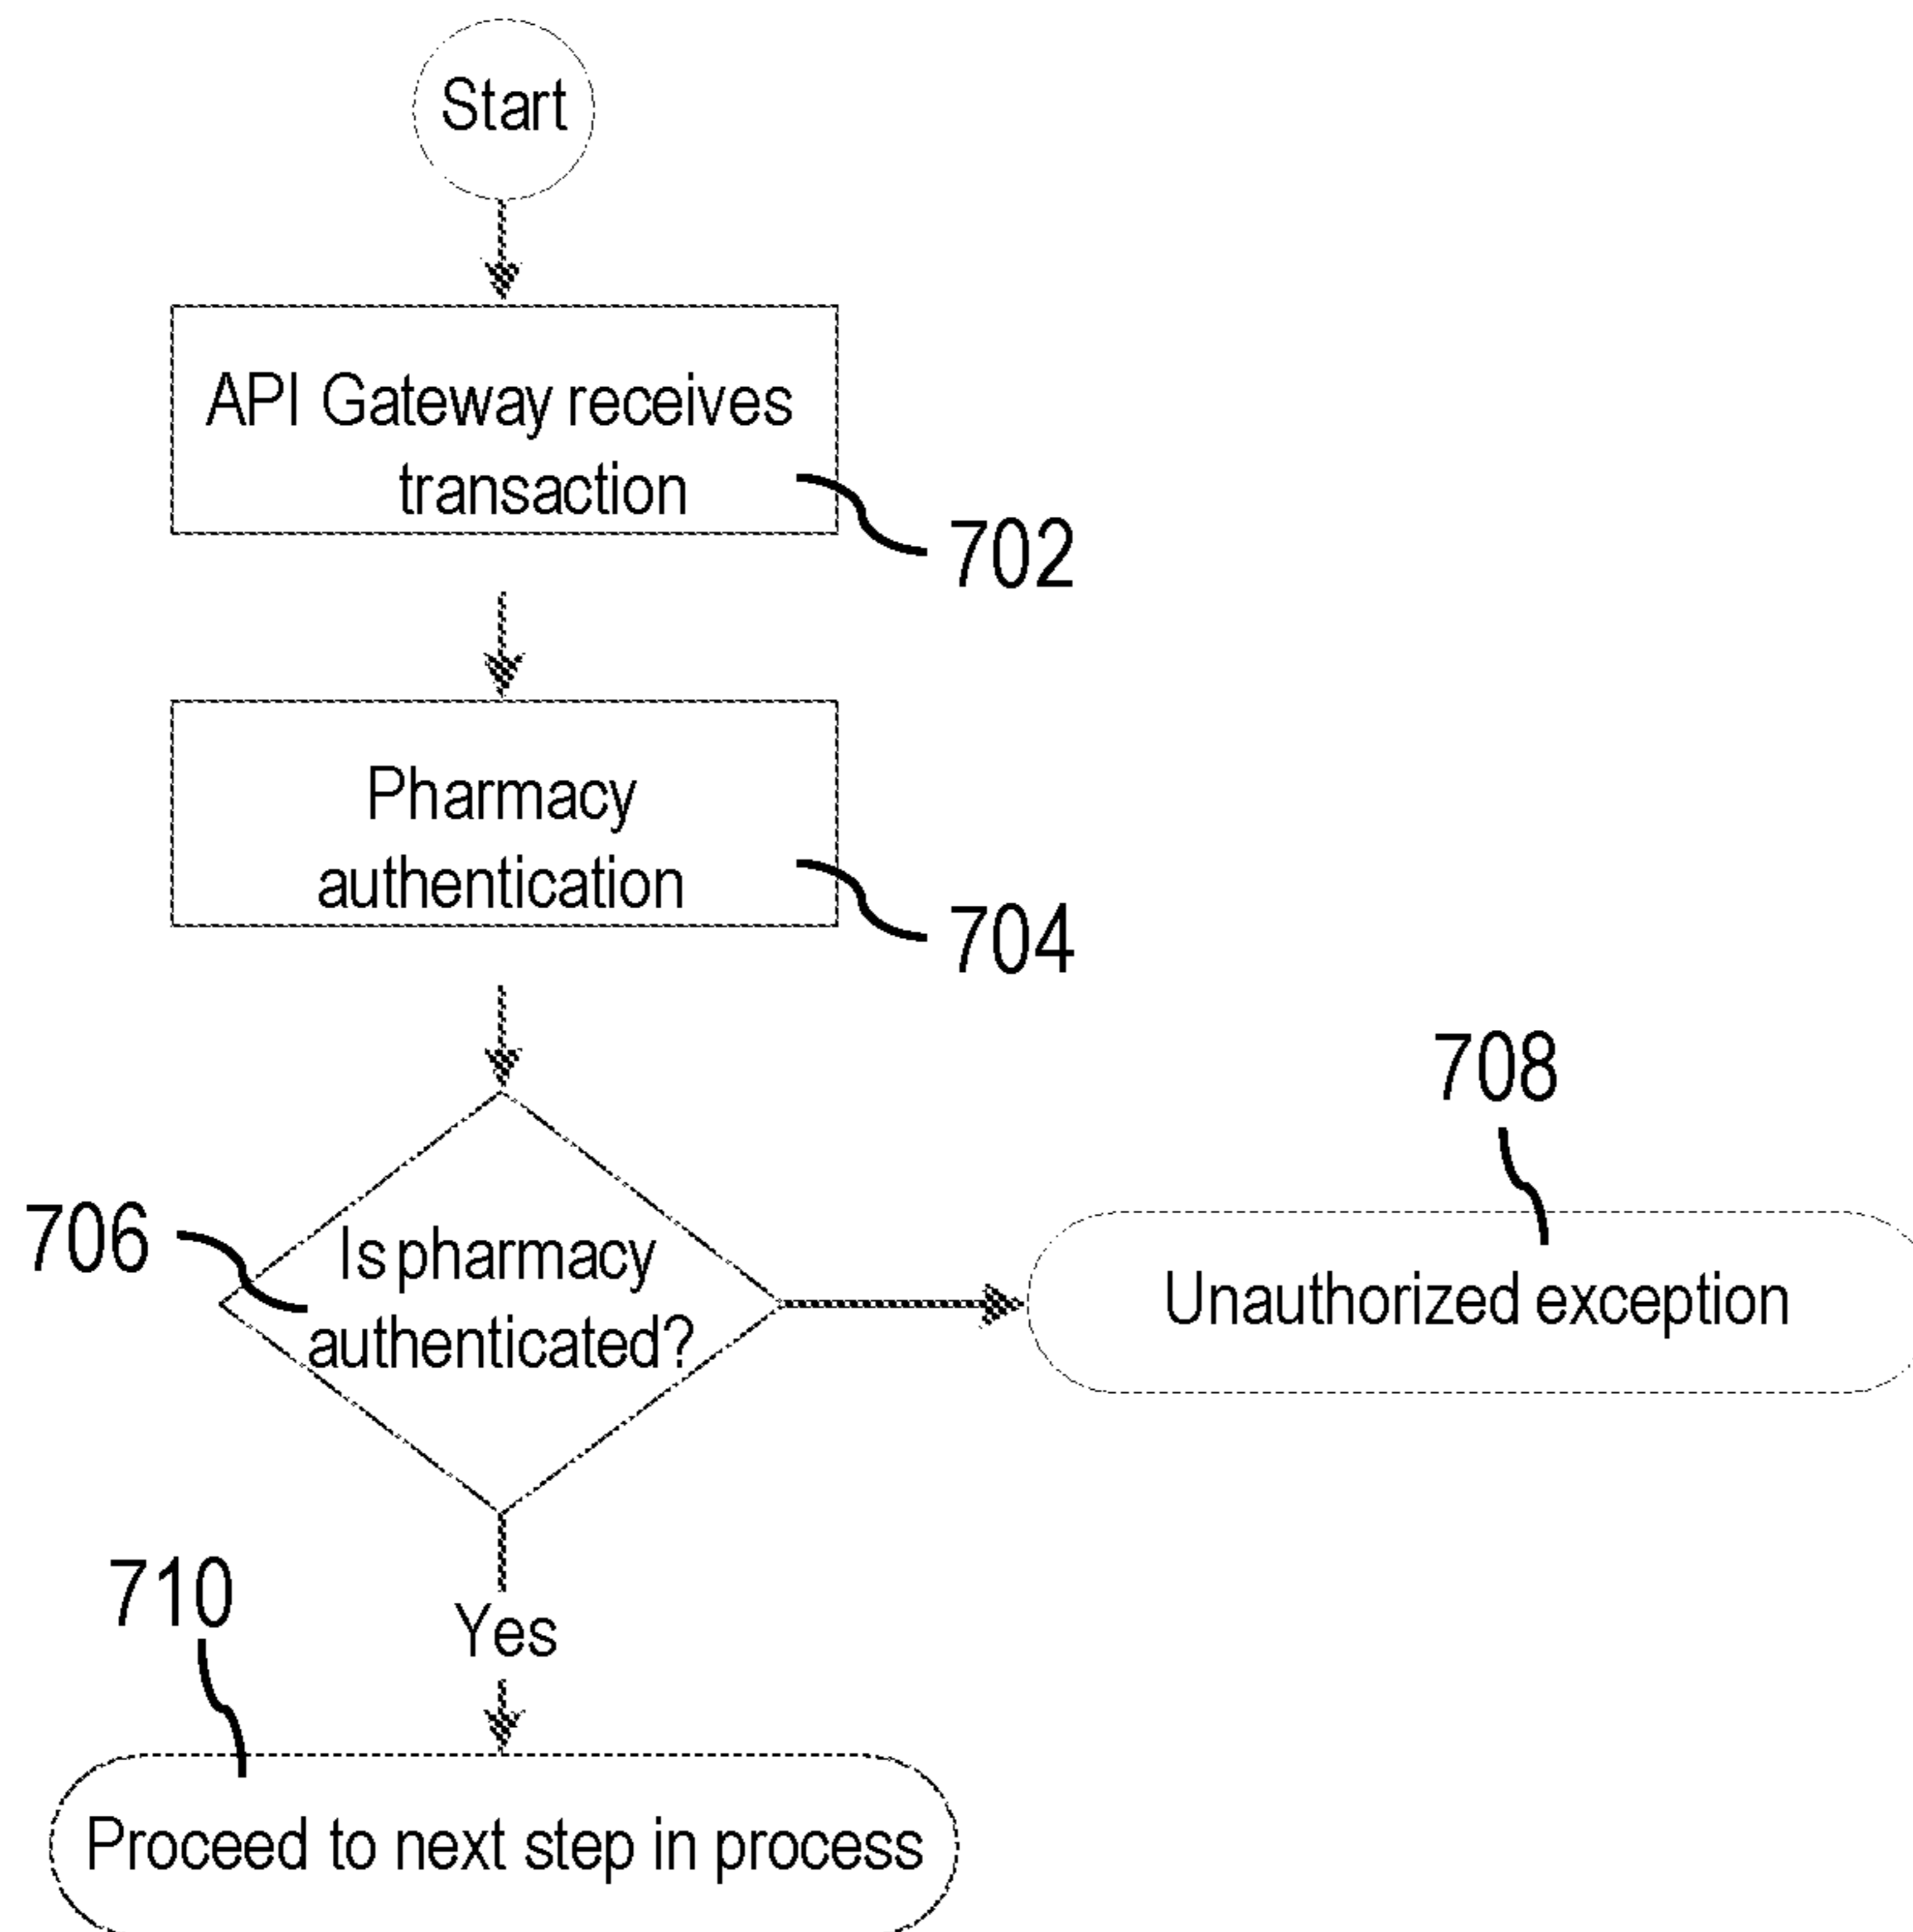 Start
API Gateway receives
transaction
702
Pharmacy
authentication
704
708
706
Is pharmacy
authenticated?
Unauthorized exception
710
Yes
Proceed to next step in process